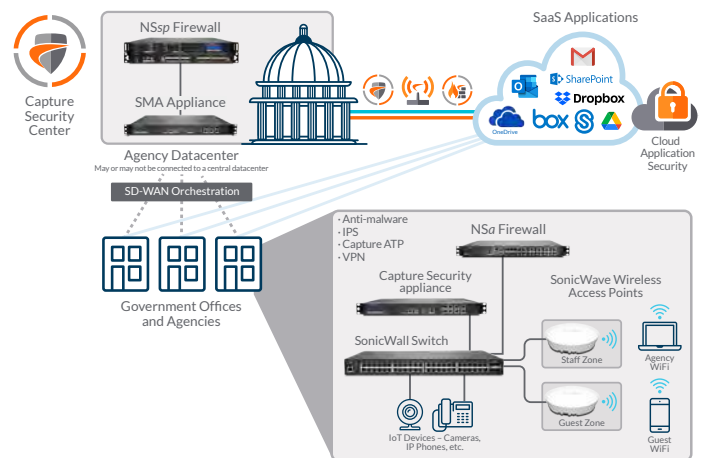 NSsp Firewall
SMA Appliance
Capture
Security
Center
Agency Datacenter
May or may not be connected to a central datacenter
SD-WAN Orchestration
SaaS Applications
SharePoint
Dropbox
OneDrive
box
Cloud
Application
Security
Government Offices
and Agencies
· Anti-malware
· IPS
· Capture ATP
· VPN
NSa Firewall
Capture Security
appliance
SonicWall Switch
SonicWave Wireless
Access Points
Staff Zone
Agency
WiFi
Guest Zone
Guest
WiFi
IoT Devices – Cameras,
IP Phones, etc.